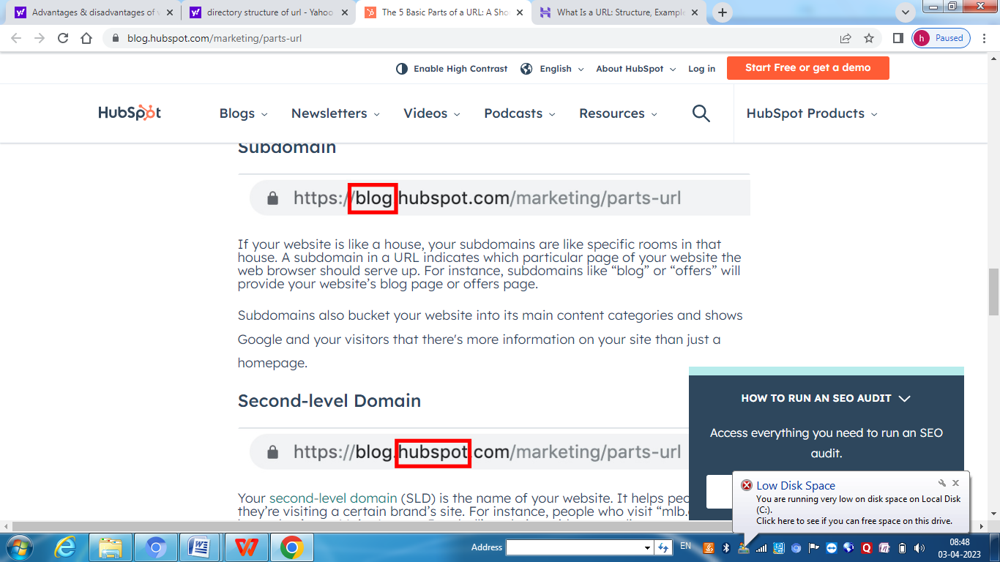 Advantages & disadvantages of
directory structure of url - Yahoo
The 5 Basic Parts of a URL: A Sho
What Is a URL: Structure, Example
blog.hubspot.com/marketing/parts-url
h Paused
Enable High Contrast English About HubSpot Log in Start Free or get a demo
HubSpot Blogs Newsletters Videos Podcasts Resources HubSpot Products
Subdomain
https://blog.hubspot.com/marketing/parts-url
If your website is like a house, your subdomains are like specific rooms in that
house. A subdomain in a URL indicates which particular page of your website the
web browser should serve up. For instance, subdomains like “blog” or “offers” will
provide your website’s blog page or offers page.
Subdomains also bucket your website into its main content categories and shows
Google and your visitors that there's more information on your site than just a
homepage.
Second-level Domain
https://blog.hubspot.com/marketing/parts-url
Your second-level domain (SLD) is the name of your website. It helps peo
they’re visiting a certain brand’s site. For instance, people who visit “mlb.
HOW TO RUN AN SEO AUDIT
Access everything you need to run an SEO
audit.
Low Disk Space
You are running very low on disk space on Local Disk
(C:).
Click here to see if you can free space on this drive.
Address
EN
08:48
03-04-2023